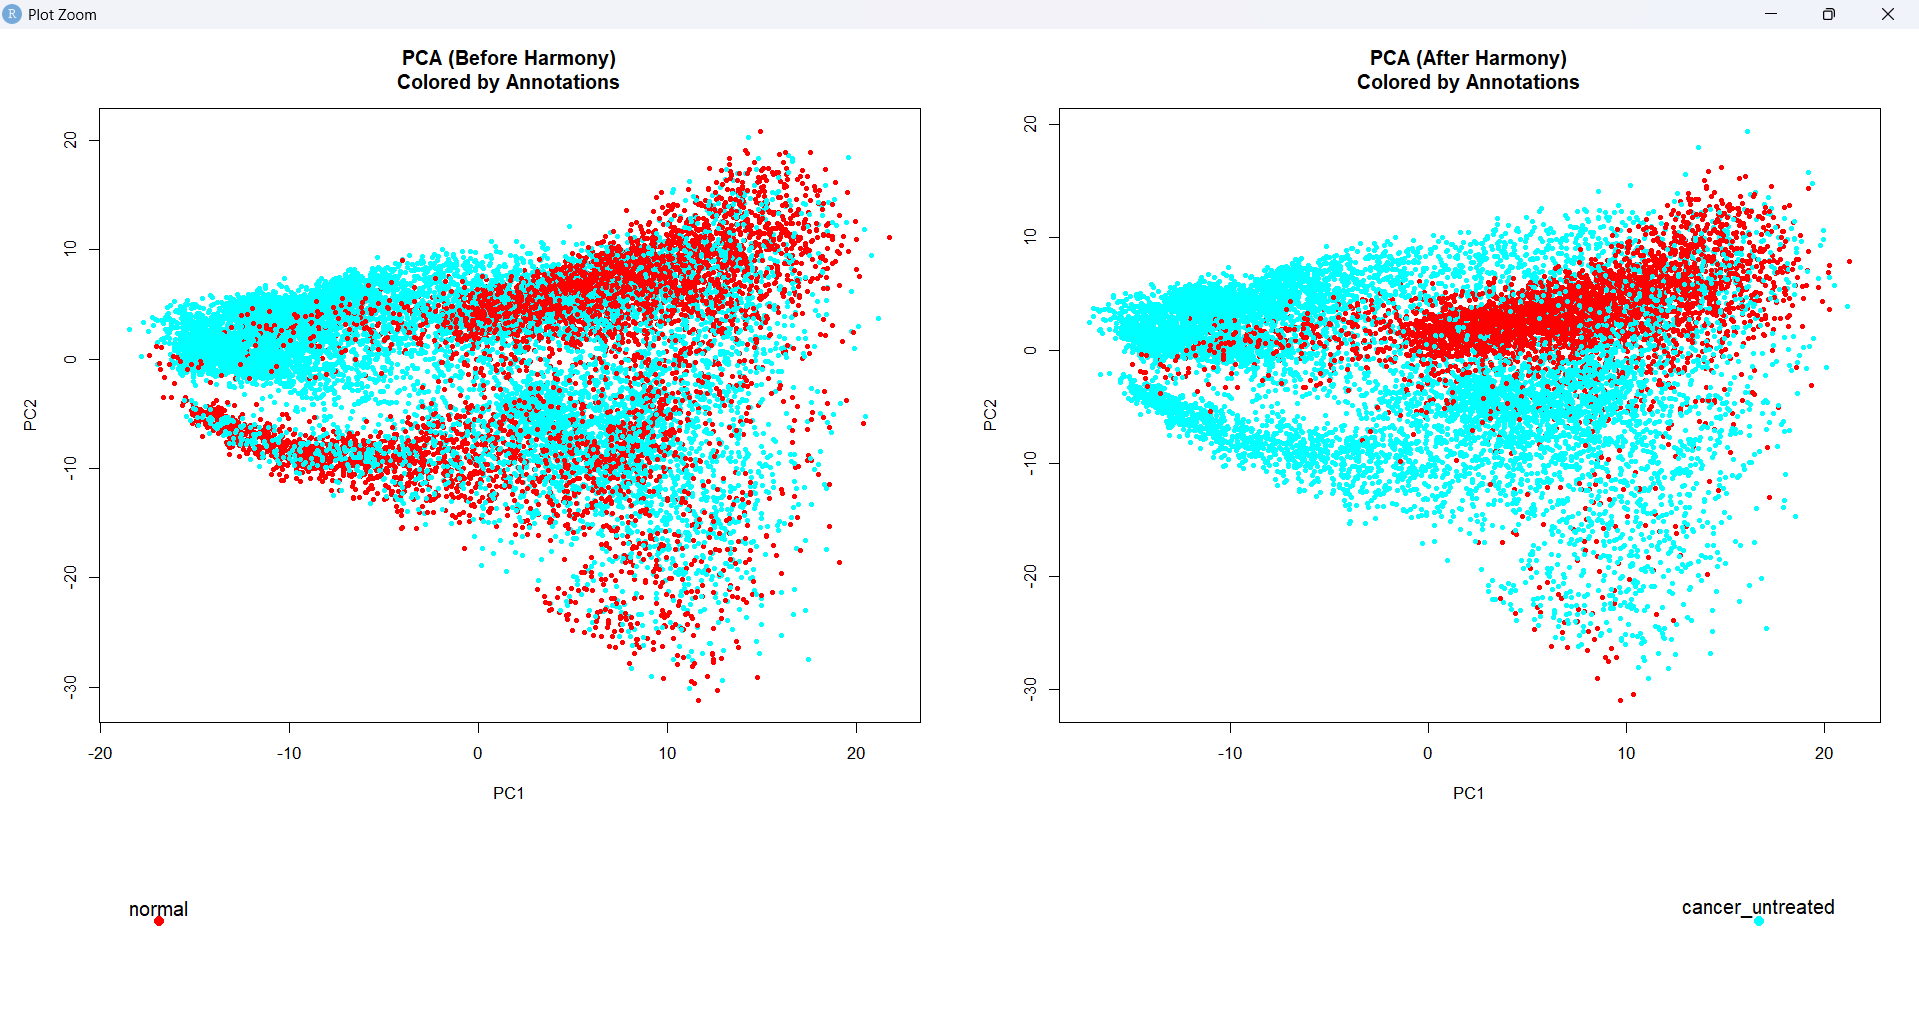 R Plot Zoom
PCA (Before Harmony)
Colored by Annotations
20
10
0
-10
-20
-30
PC2
-20
-10
0
10
20
PC1
PCA (After Harmony)
Colored by Annotations
20
10
0
-10
-20
-30
PC2
-10
0
10
20
PC1
normal
cancer_untreated